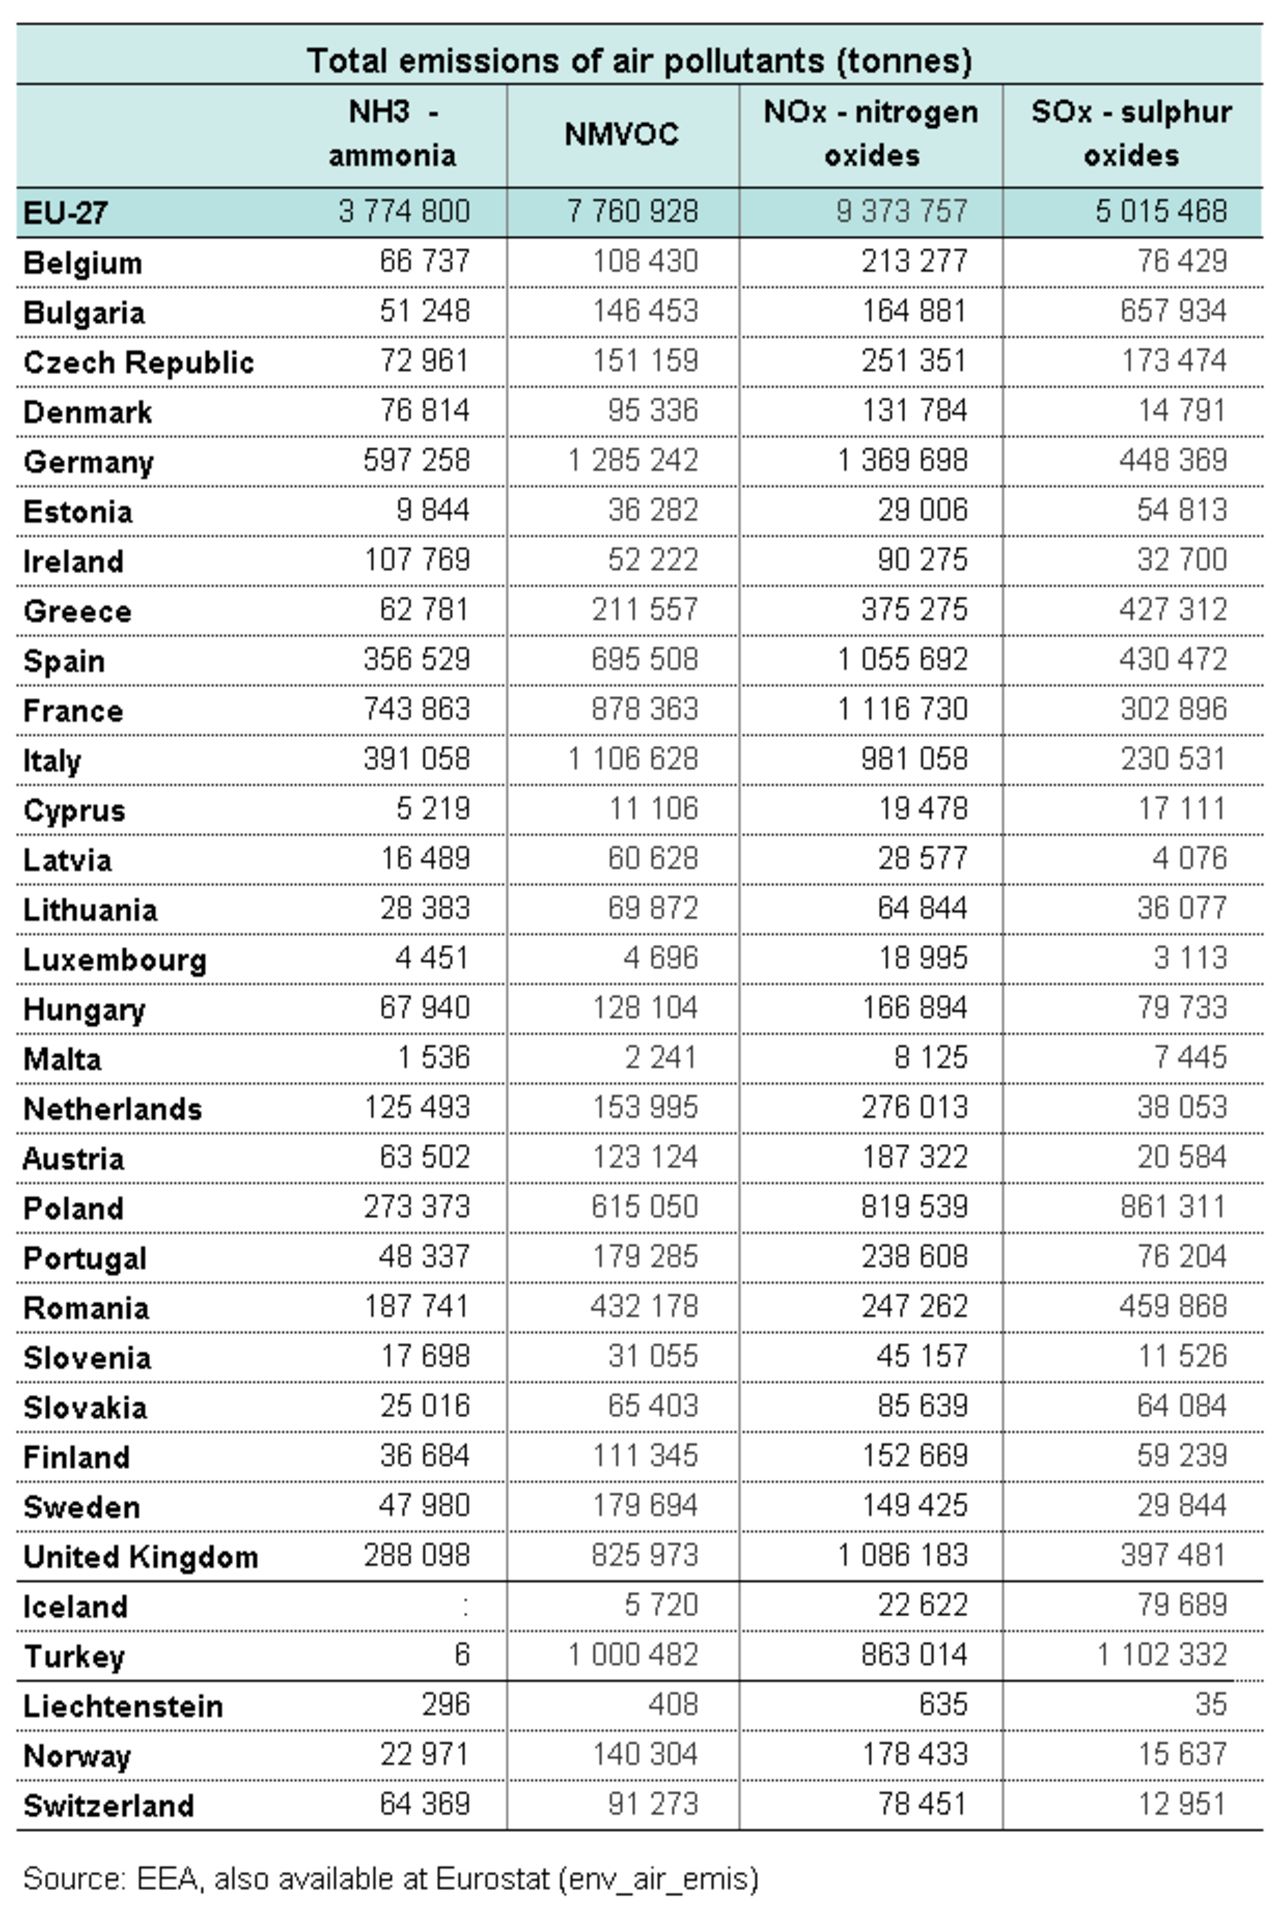 Total emissions of air pollutants (tonnes)
NH3 - ammonia NMVOC NOx - nitrogen oxides SOx - sulphur oxides
EU-27 3 774 800 7 760 928 9 373 757 5 015 468
Belgium 66 737 108 430 213 277 76 429
Bulgaria 51 248 146 453 164 881 657 934
Czech Republic 72 961 151 159 251 351 173 474
Denmark 76 814 95 336 131 784 14 791
Germany 597 258 1 285 242 1 369 698 448 369
Estonia 9 844 36 282 29 006 54 813
Ireland 107 769 52 222 90 275 32 700
Greece 62 781 211 557 375 275 427 312
Spain 356 529 695 508 1 055 692 430 472
France 743 863 878 363 1 116 730 302 896
Italy 391 058 1 106 628 981 058 230 531
Cyprus 5 219 11 106 19 478 17 111
Latvia 16 489 60 628 28 577 4 076
Lithuania 28 383 69 872 64 844 36 077
Luxembourg 4 451 4 696 18 995 3 113
Hungary 67 940 128 104 166 894 79 733
Malta 1 536 2 241 8 125 7 445
Netherlands 125 493 153 995 276 013 38 053
Austria 63 502 123 124 187 322 20 584
Poland 273 373 615 050 819 539 861 311
Portugal 48 337 179 285 238 608 76 204
Romania 187 741 432 178 247 262 459 868
Slovenia 17 698 31 055 45 157 11 526
Slovakia 25 016 65 403 85 639 64 084
Finland 36 684 111 345 152 669 59 239
Sweden 47 980 179 694 149 425 29 844
United Kingdom 288 098 825 973 1 086 183 397 481
Iceland : 5 720 22 622 79 689
Turkey 6 1 000 482 863 014 1 102 332
Liechtenstein 296 408 635 35
Norway 22 971 140 304 178 433 15 637
Switzerland 64 369 91 273 78 451 12 951
Source: EEA, also available at Eurostat (env_air_emis)